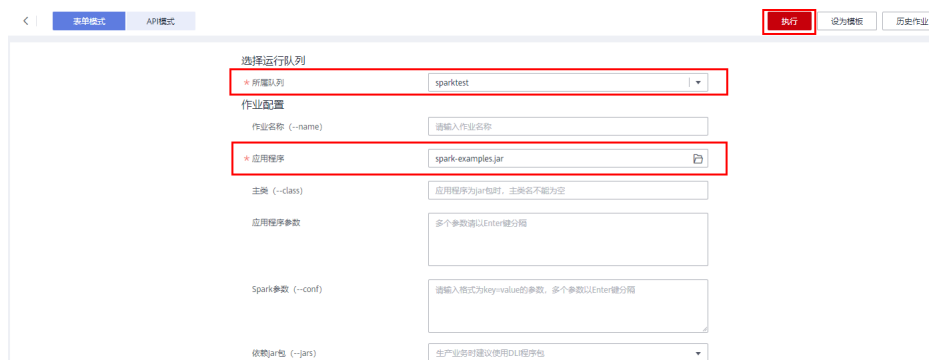 表单模式 API模式 执行 设为模板 历史作业
选择运行队列
* 所属队列 sparktest
作业配置
作业名称（--name） 请输入作业名称
* 应用程序 spark-examples.jar
主类（--class） 应用程序为jar包时，主类名不能为空
应用程序参数 多个参数请以Enter键分隔
Spark参数（--conf） 请输入格式为key=value的参数，多个参数以Enter键分隔
依赖jar包（--jars） 生产业务时建议使用DLI程序包